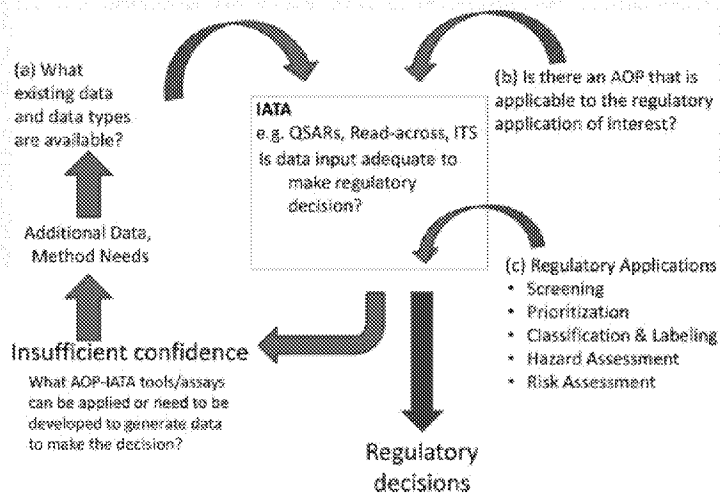 (a) What
existing data
and data types
are available?
(b) Is there an AOP that is
applicable to the regulatory
application of interest?
IATA
e.g. QSARs, Read-across, ITS
Is data input adequate to
make regulatory
decision?
Additional Data,
Method Needs
(c) Regulatory Applications
• Screening
• Prioritization
• Classification & Labeling
• Hazard Assessment
• Risk Assessment
Insufficient confidence
What AOP-IATA tools/assays
can be applied or need to be
developed to generate data
to make the decision?
Regulatory
decisions